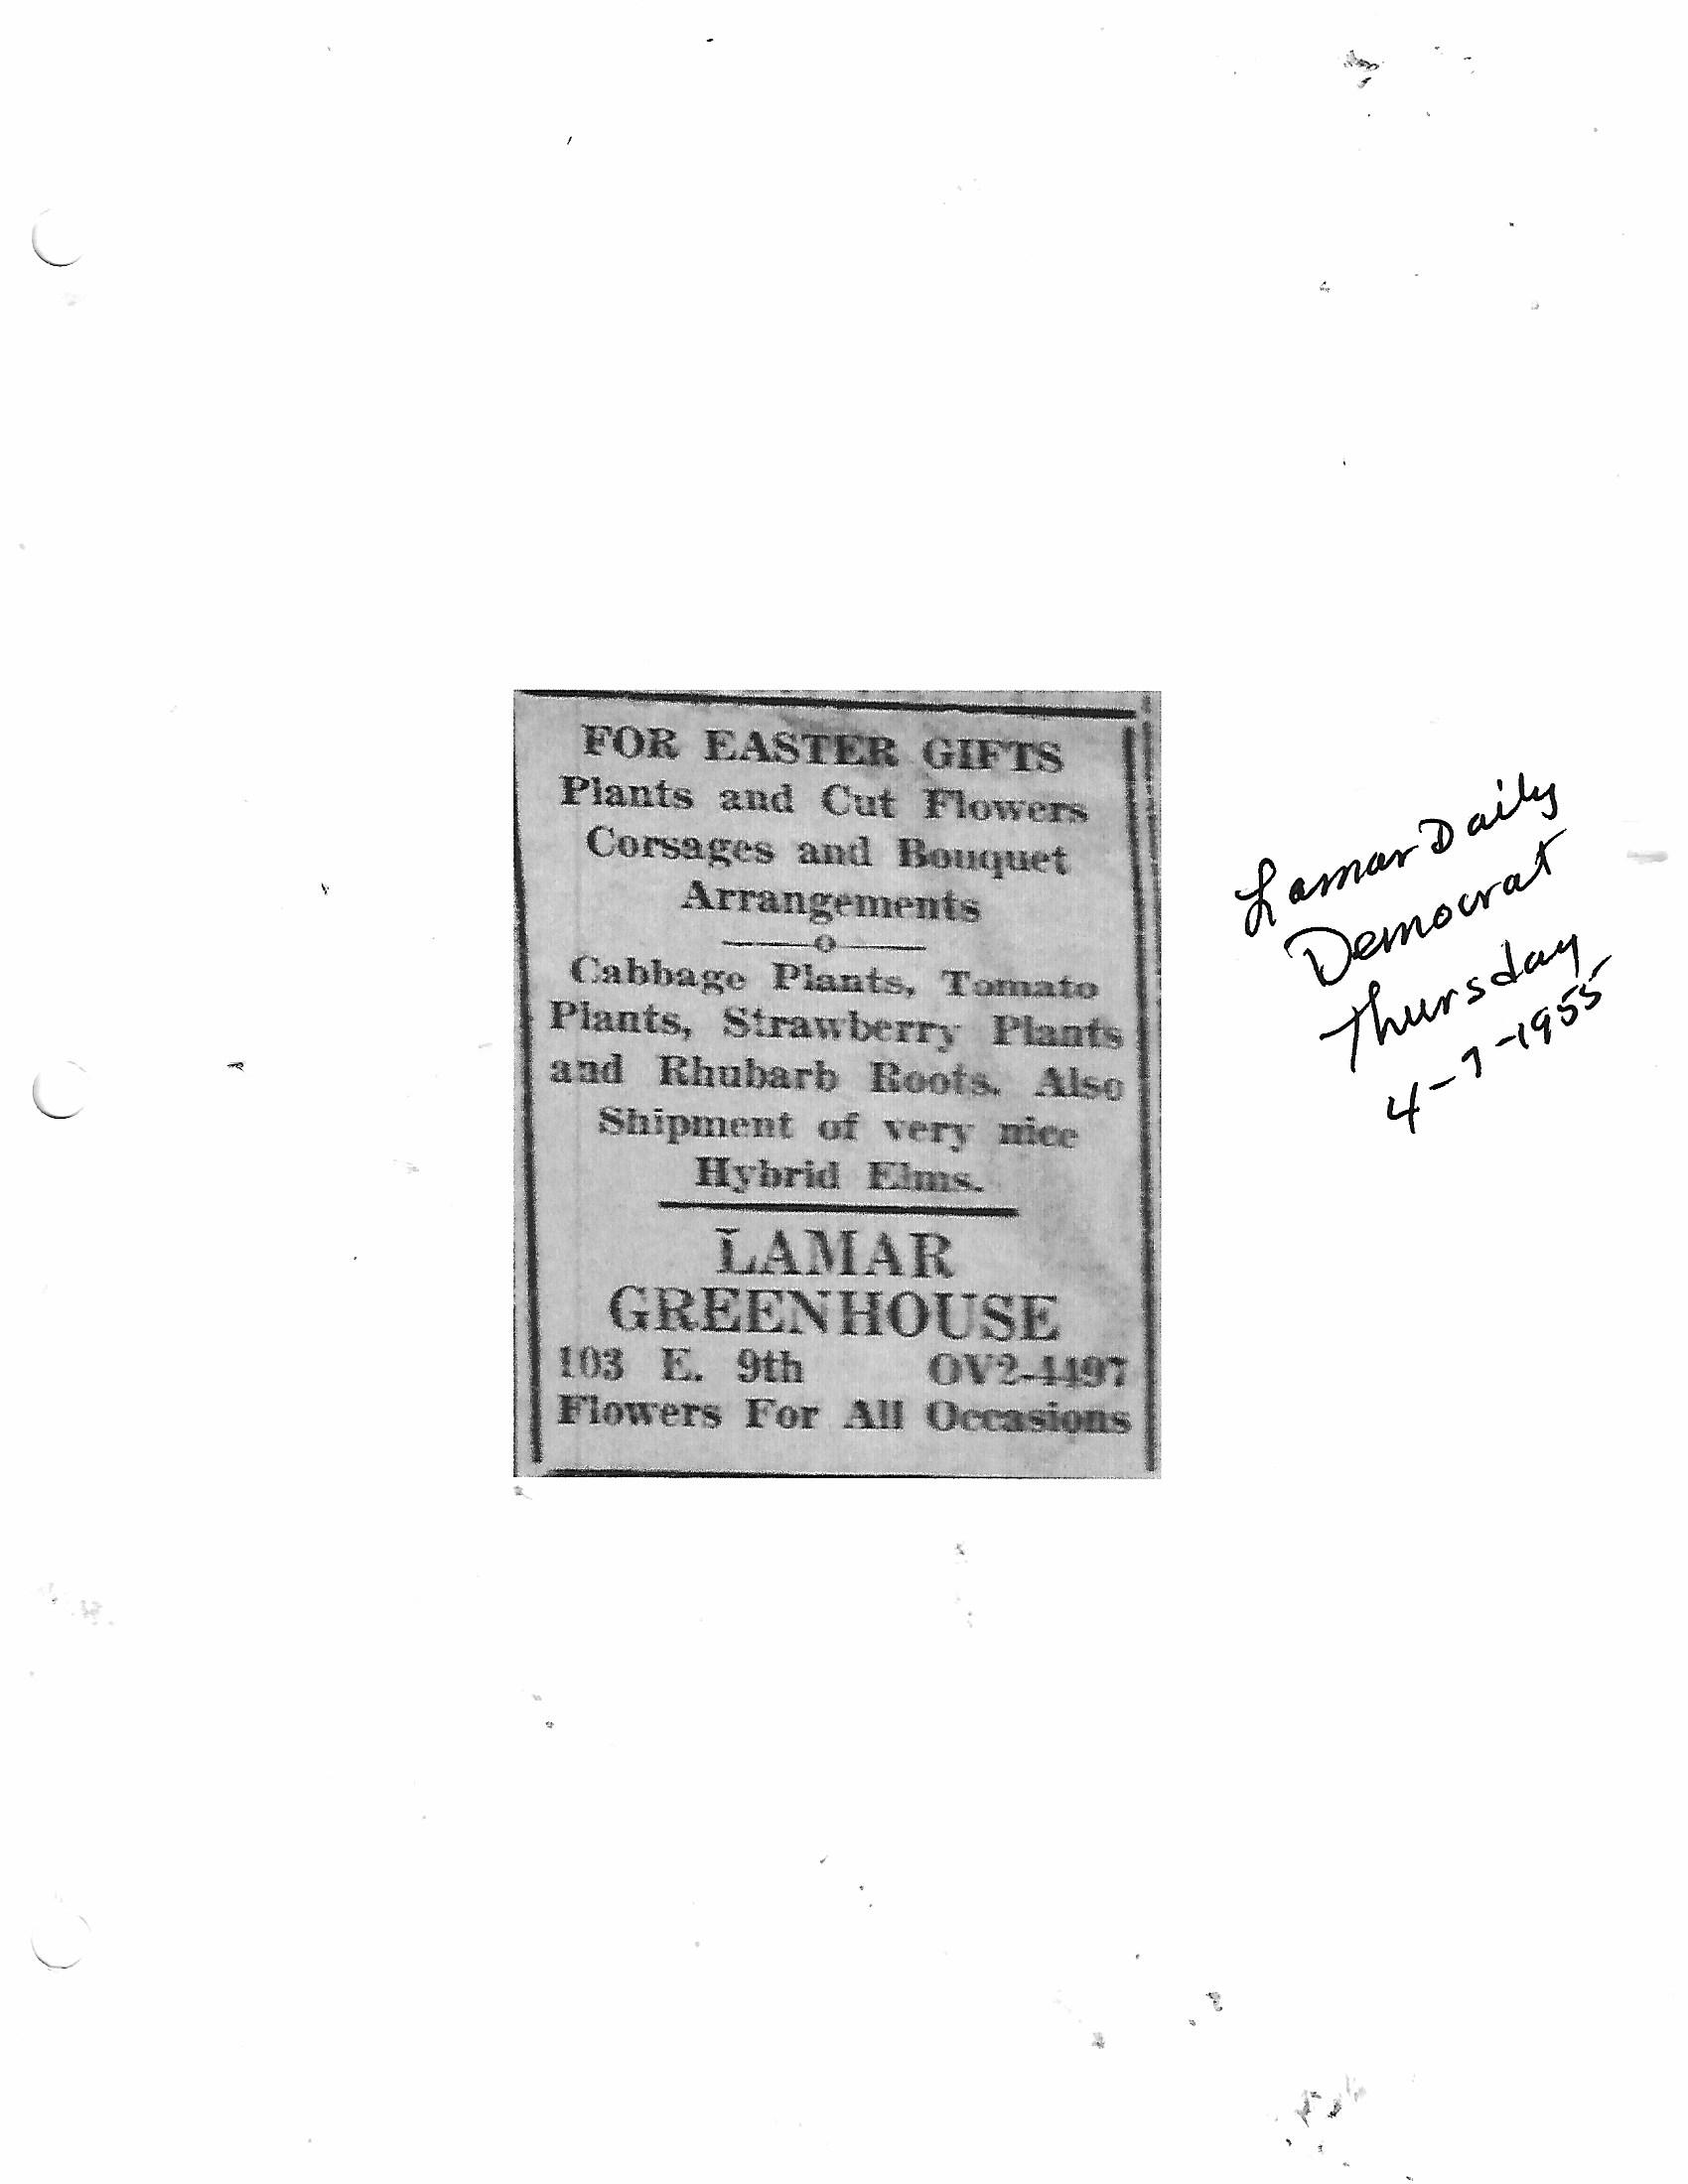 FOR EASTER GIFTS
Plants and Cut Flowers
Corsages and Bouquet
Arrangements
Cabbage Plants, Tomato
Plants, Strawberry Plants
and Rhubarb Roots. Also
Shipment of very nice
Hybrid Elms.
LAMAR
GREENHOUSE
103 E. 9th OV2-4497
Flowers For All Occasions
Lamar Daily
Democrat
Thursday
4-7-1955